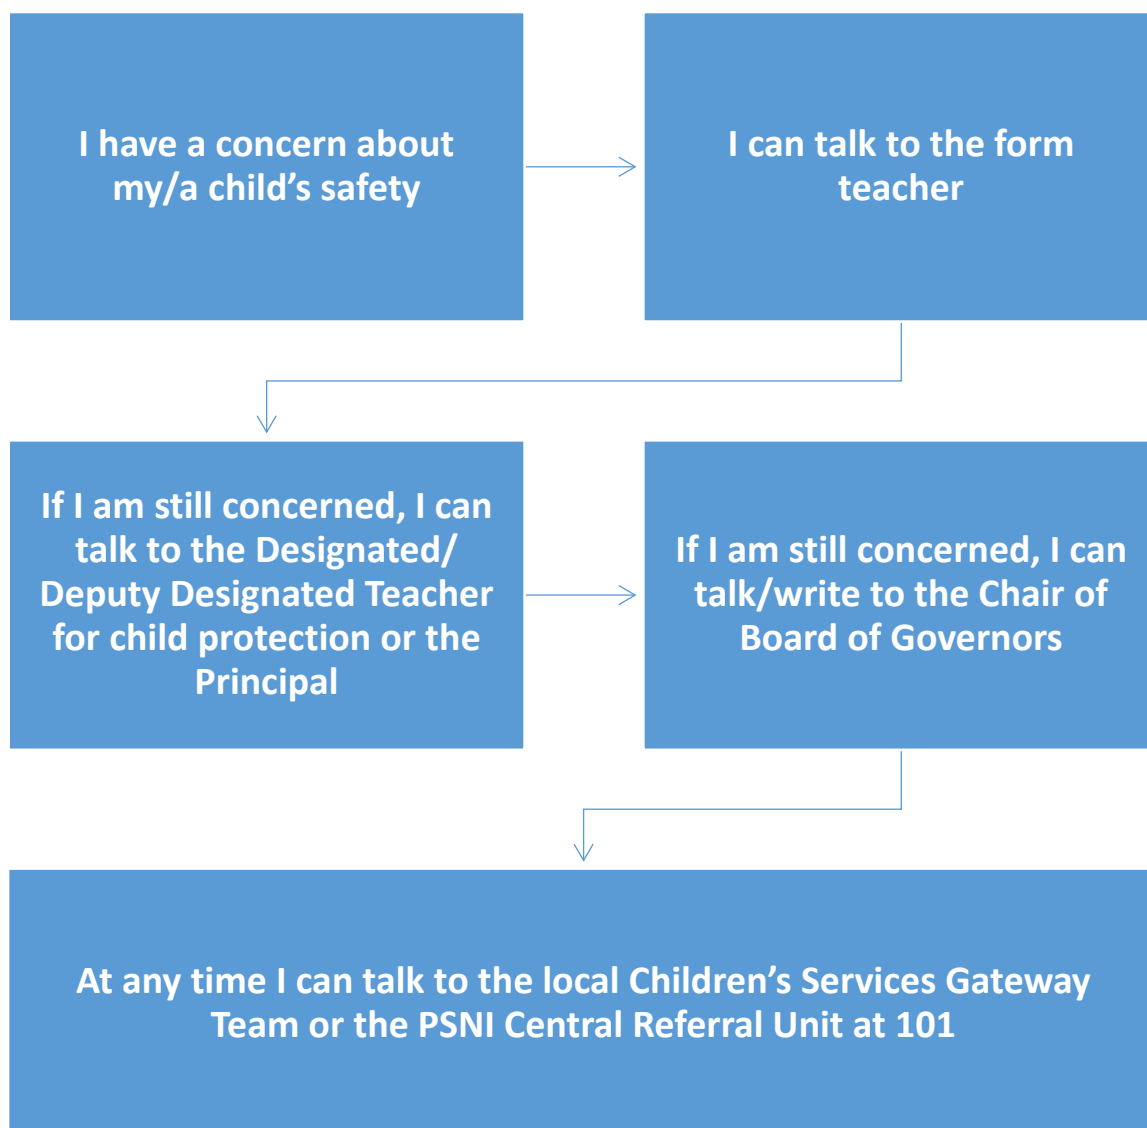 I have a concern about
my/a child’s safety
I can talk to the form
teacher
If I am still concerned, I can
talk to the Designated/
Deputy Designated Teacher
for child protection or the
Principal
If I am still concerned, I can
talk/write to the Chair of
Board of Governors
At any time I can talk to the local Children’s Services Gateway
Team or the PSNI Central Referral Unit at 101